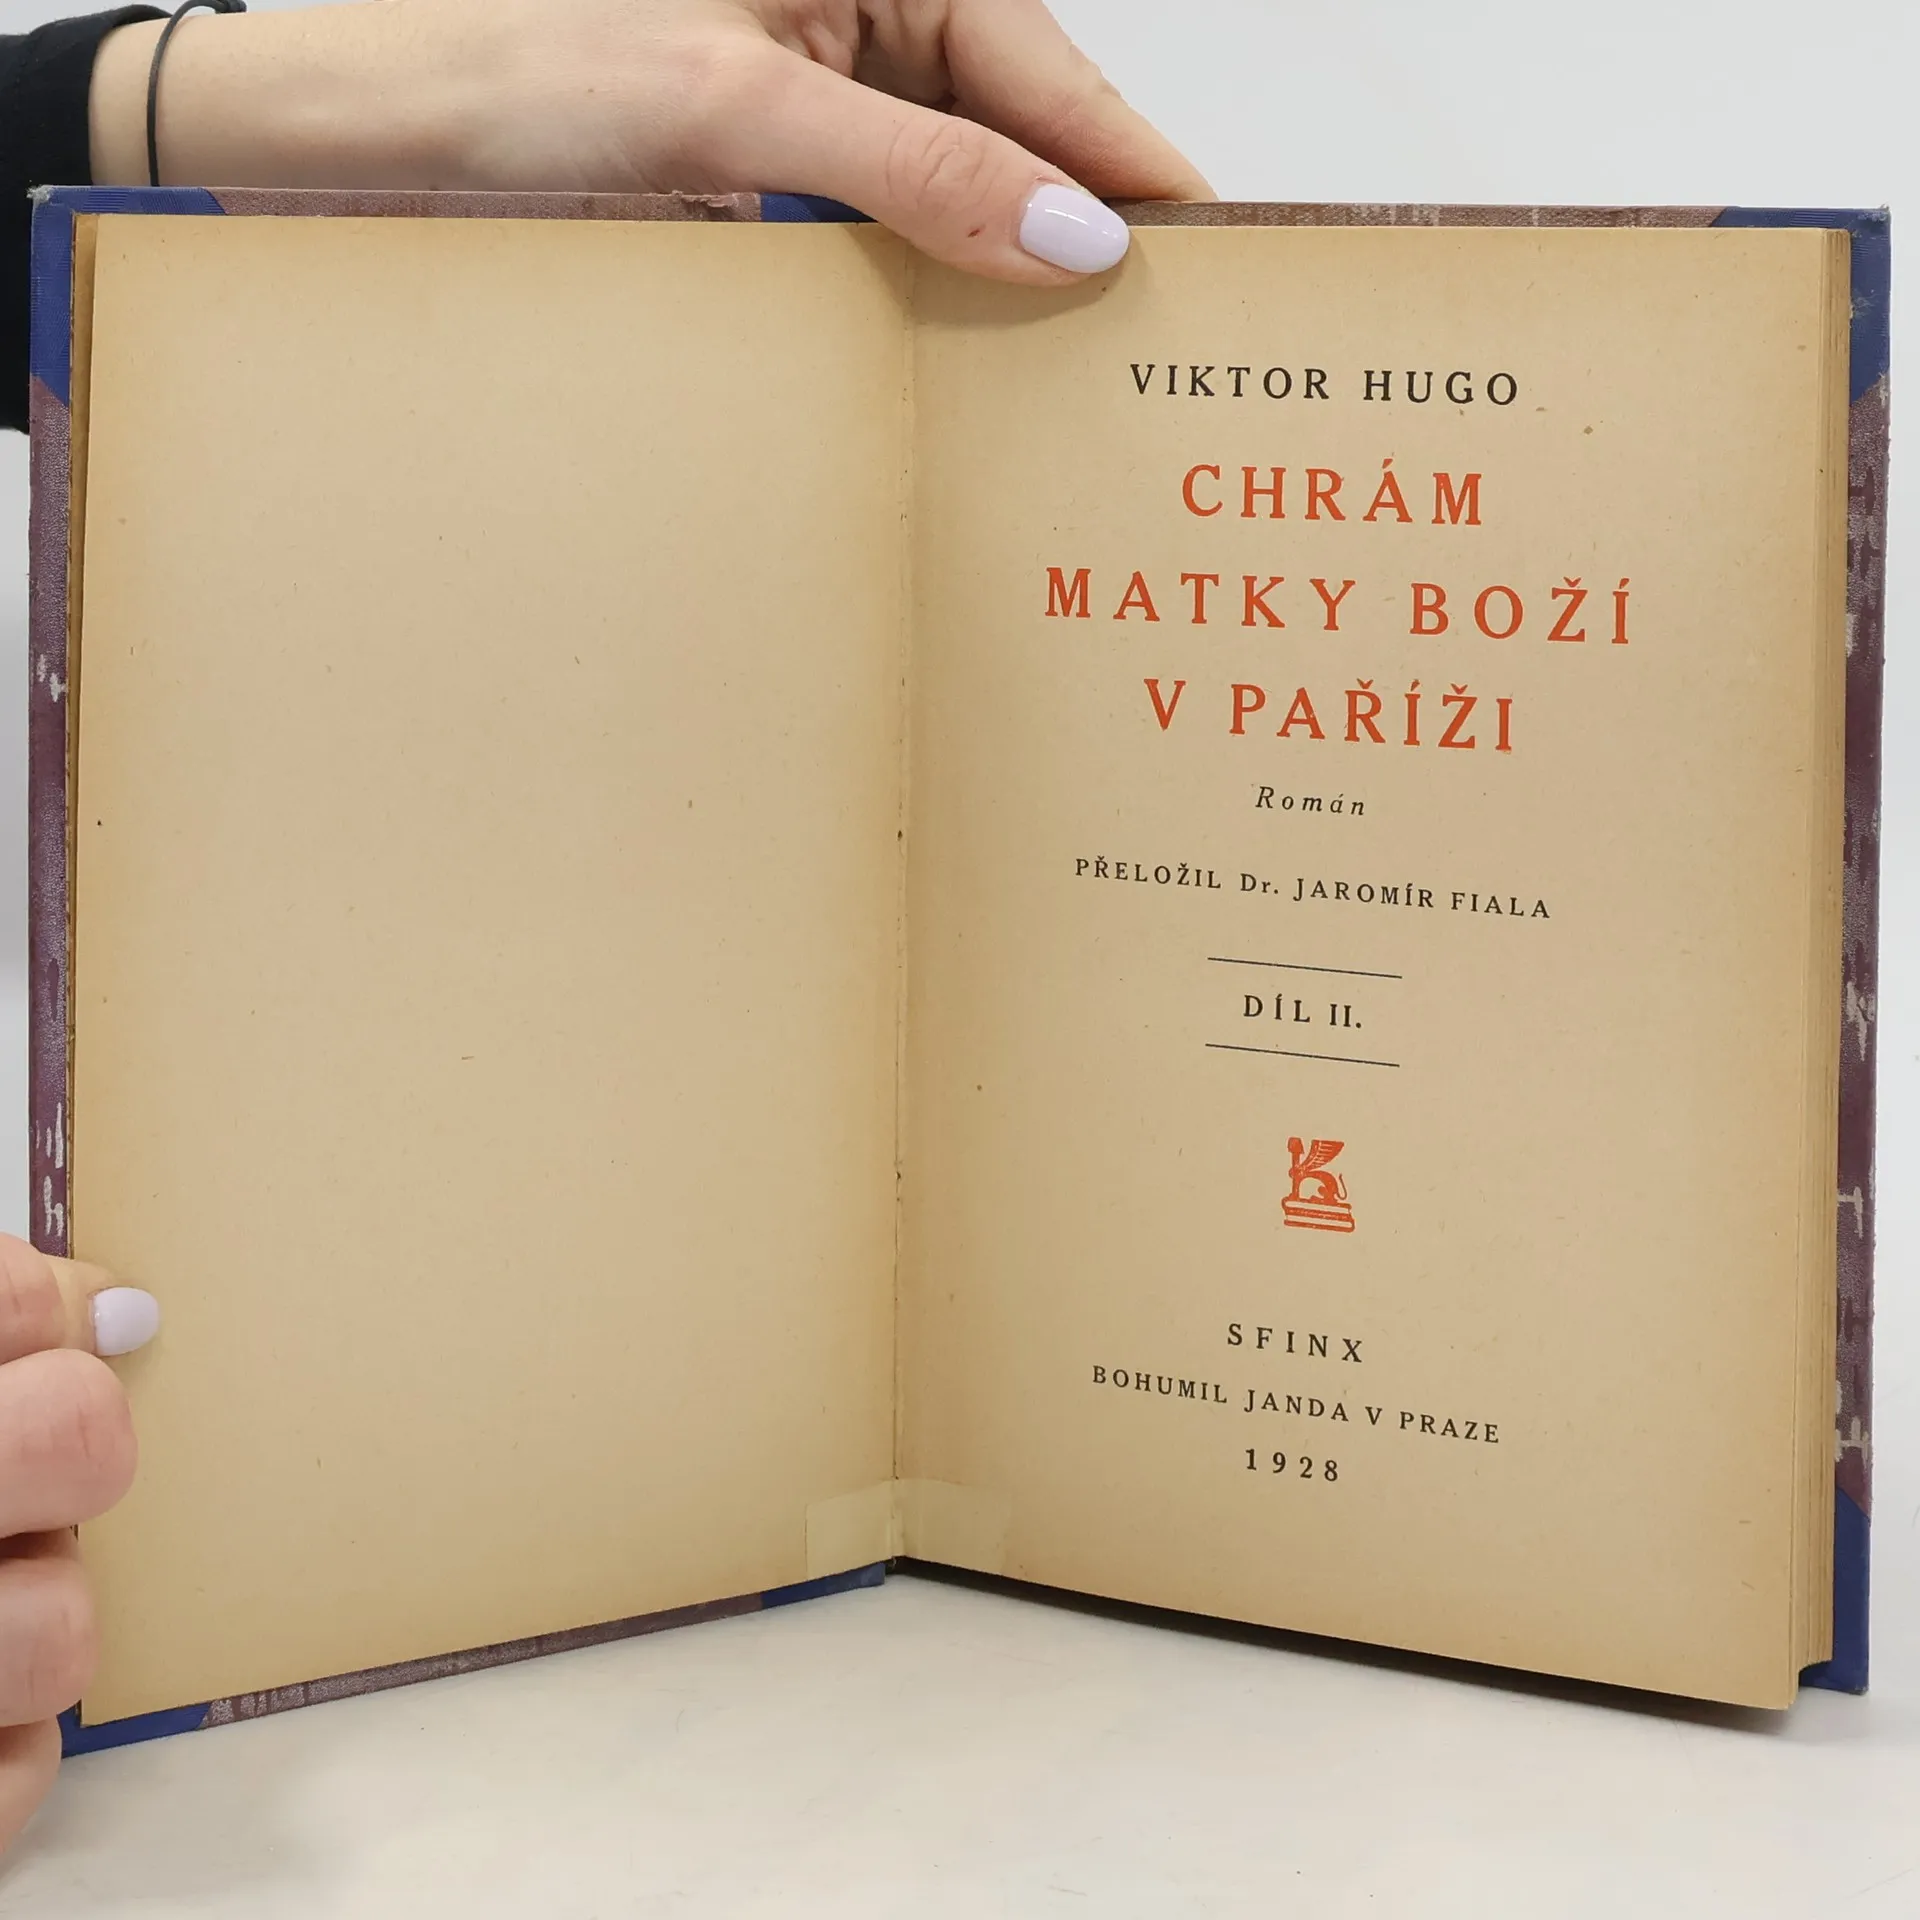 VIKTOR HUGO
CHRÁM
MATKY BOŽÍ
V PAŘÍŽI
Román
PŘELOŽIL Dr. JAROMÍR FIALA
DÍL II.
SFINX
BOHUMIL JANDA V PRAZE
1928